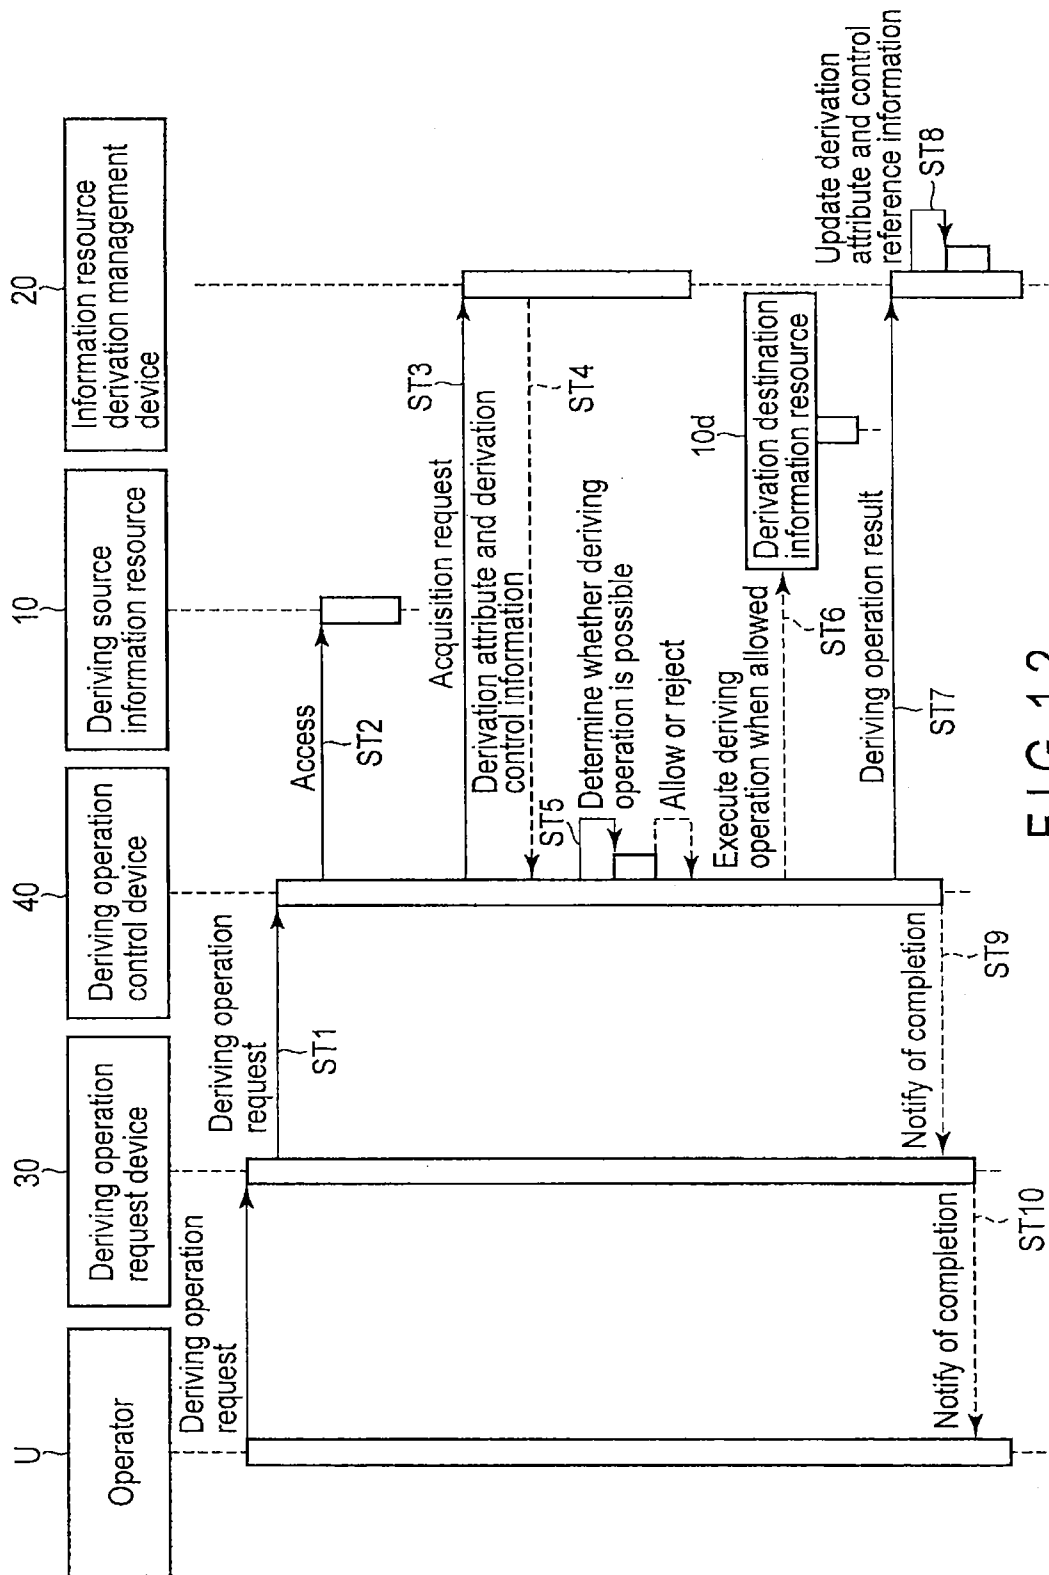 U
Operator
30
Deriving operation
request device
40
Deriving operation
control device
10
Deriving source
information resource
20
Information resource
derivation management
device
Deriving operation
request
Deriving operation
request
ST1
Access
ST2
Acquisition request
ST3
Derivation attribute and derivation
control information
ST4
ST5
Determine whether deriving
operation is possible
Allow or reject
Execute deriving
operation when allowed
ST6
10d
Derivation destination
information resource
Deriving operation result
ST7
Update derivation
attribute and control
reference information
ST8
Notify of completion
ST9
Notify of completion
ST10
FIG. 12